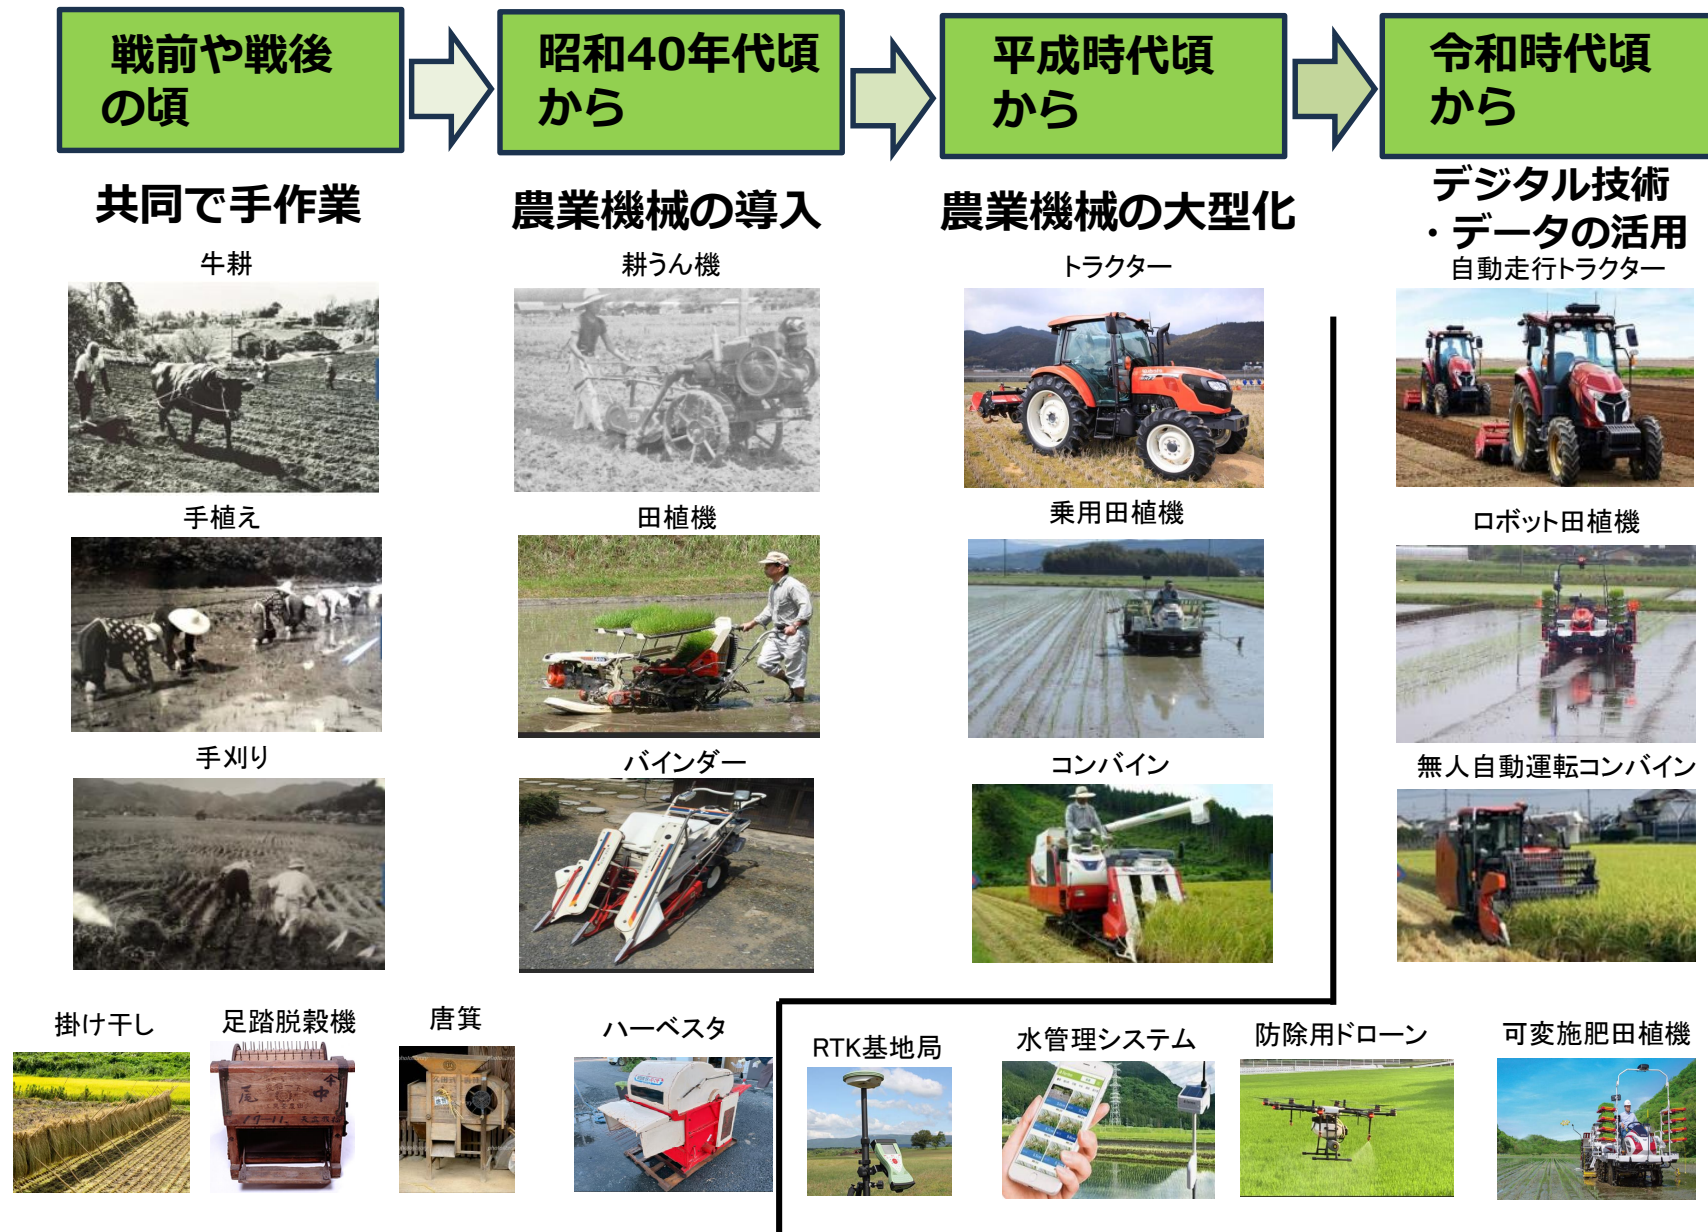 戦前や戦後
の頃
昭和40年代頃
から
平成時代頃
から
令和時代頃
から
共同で手作業
農業機械の導入
農業機械の大型化
デジタル技術
・データの活用
牛耕
耕うん機
トラクター
自動走行トラクター
手植え
田植機
乗用田植機
ロボット田植機
手刈り
バインダー
コンバイン
無人自動運転コンバイン
掛け干し
足踏脱穀機
唐箕
ハーベスタ
RTK基地局
水管理システム
防除用ドローン
可変施肥田植機
尾
中